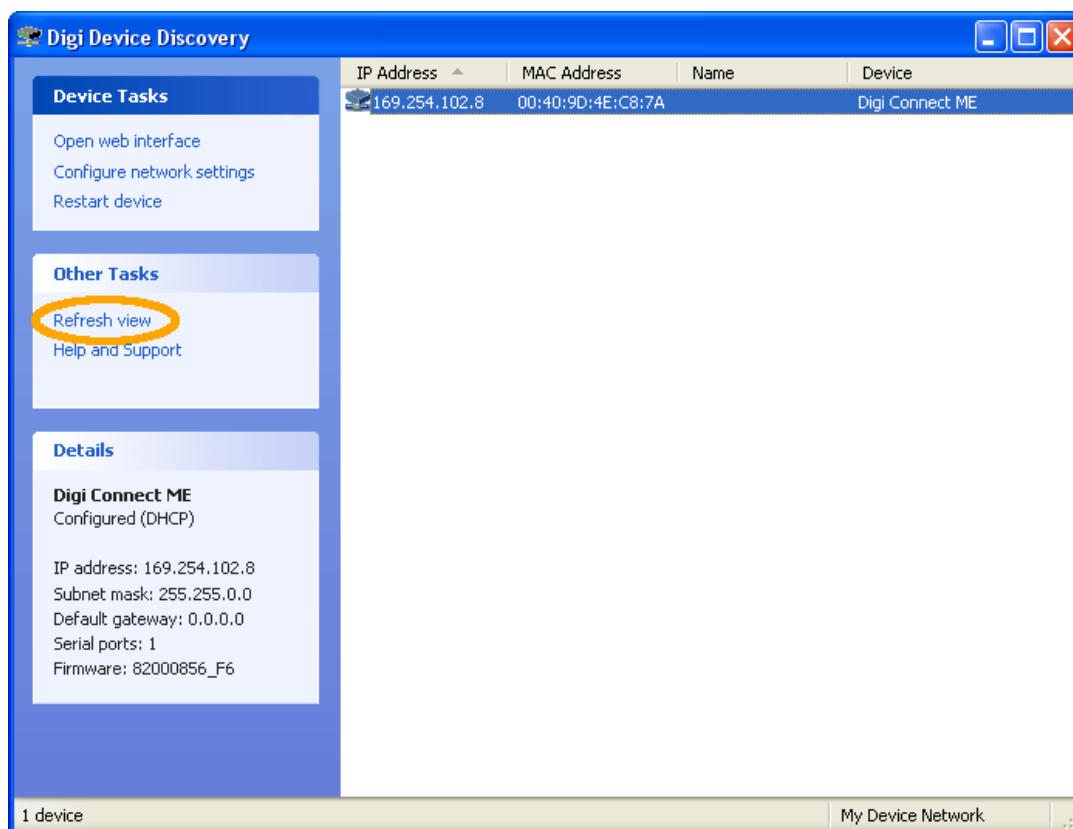 Digi Device Discovery
Device Tasks
Open web interface
Configure network settings
Restart device
Other Tasks
Refresh view
Help and Support
Details
Digi Connect ME
Configured (DHCP)
IP address: 169.254.102.8
Subnet mask: 255.255.0.0
Default gateway: 0.0.0.0
Serial ports: 1
Firmware: 82000856_F6
IP Address MAC Address Name Device
169.254.102.8 00:40:9D:4E:C8:7A Digi Connect ME
1 device My Device Network